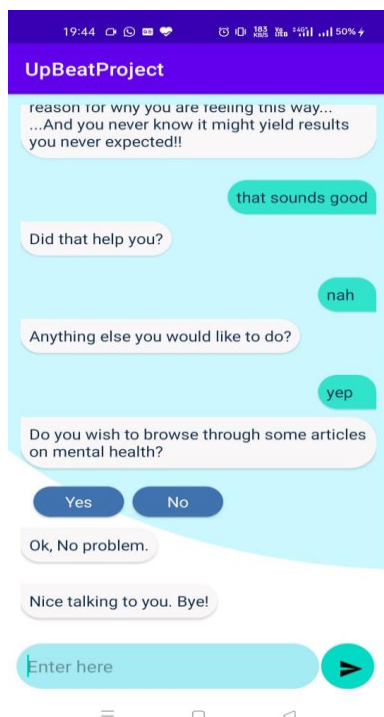 19:44
183 KB/S
4G
50%
UpBeatProject
reason for why you are feeling this way...
...And you never know it might yield results
you never expected!!
that sounds good
Did that help you?
nah
Anything else you would like to do?
yep
Do you wish to browse through some articles
on mental health?
Yes No
Ok, No problem.
Nice talking to you. Bye!
Enter here